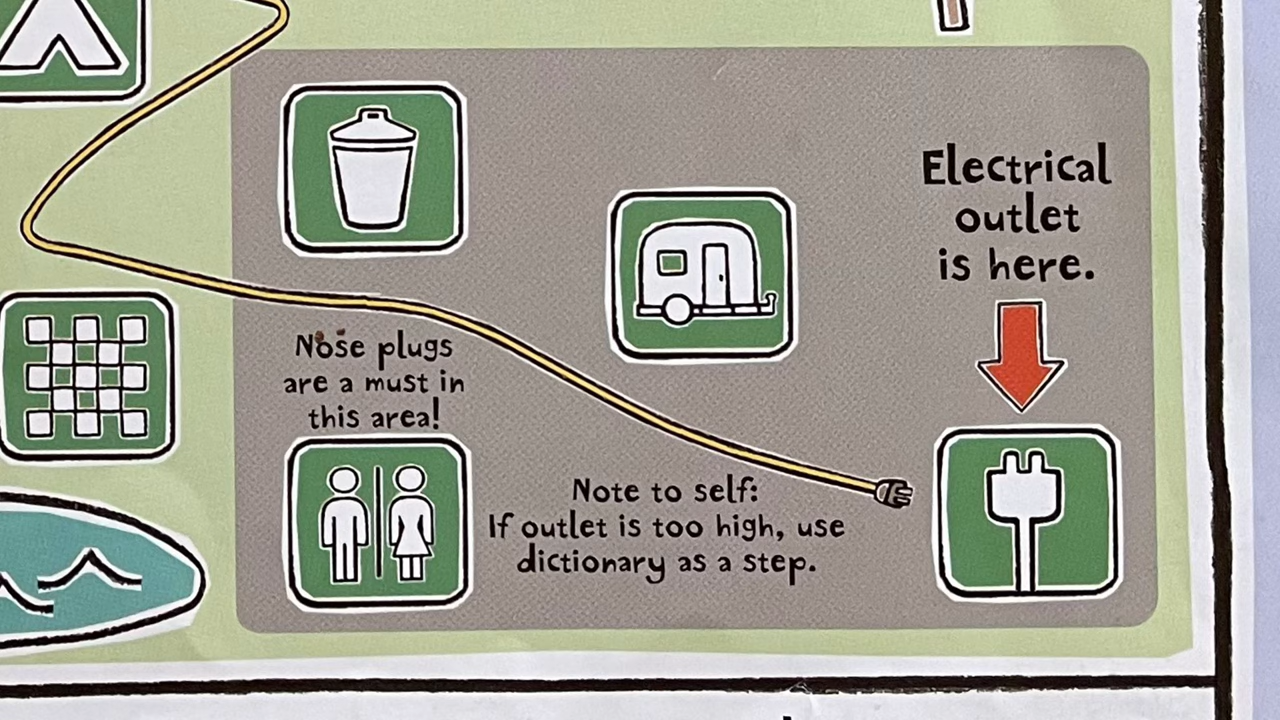 Electrical
outlet
is here.
Nose plugs
are a must in
this area!
Note to self:
If outlet is too high, use
dictionary as a step.